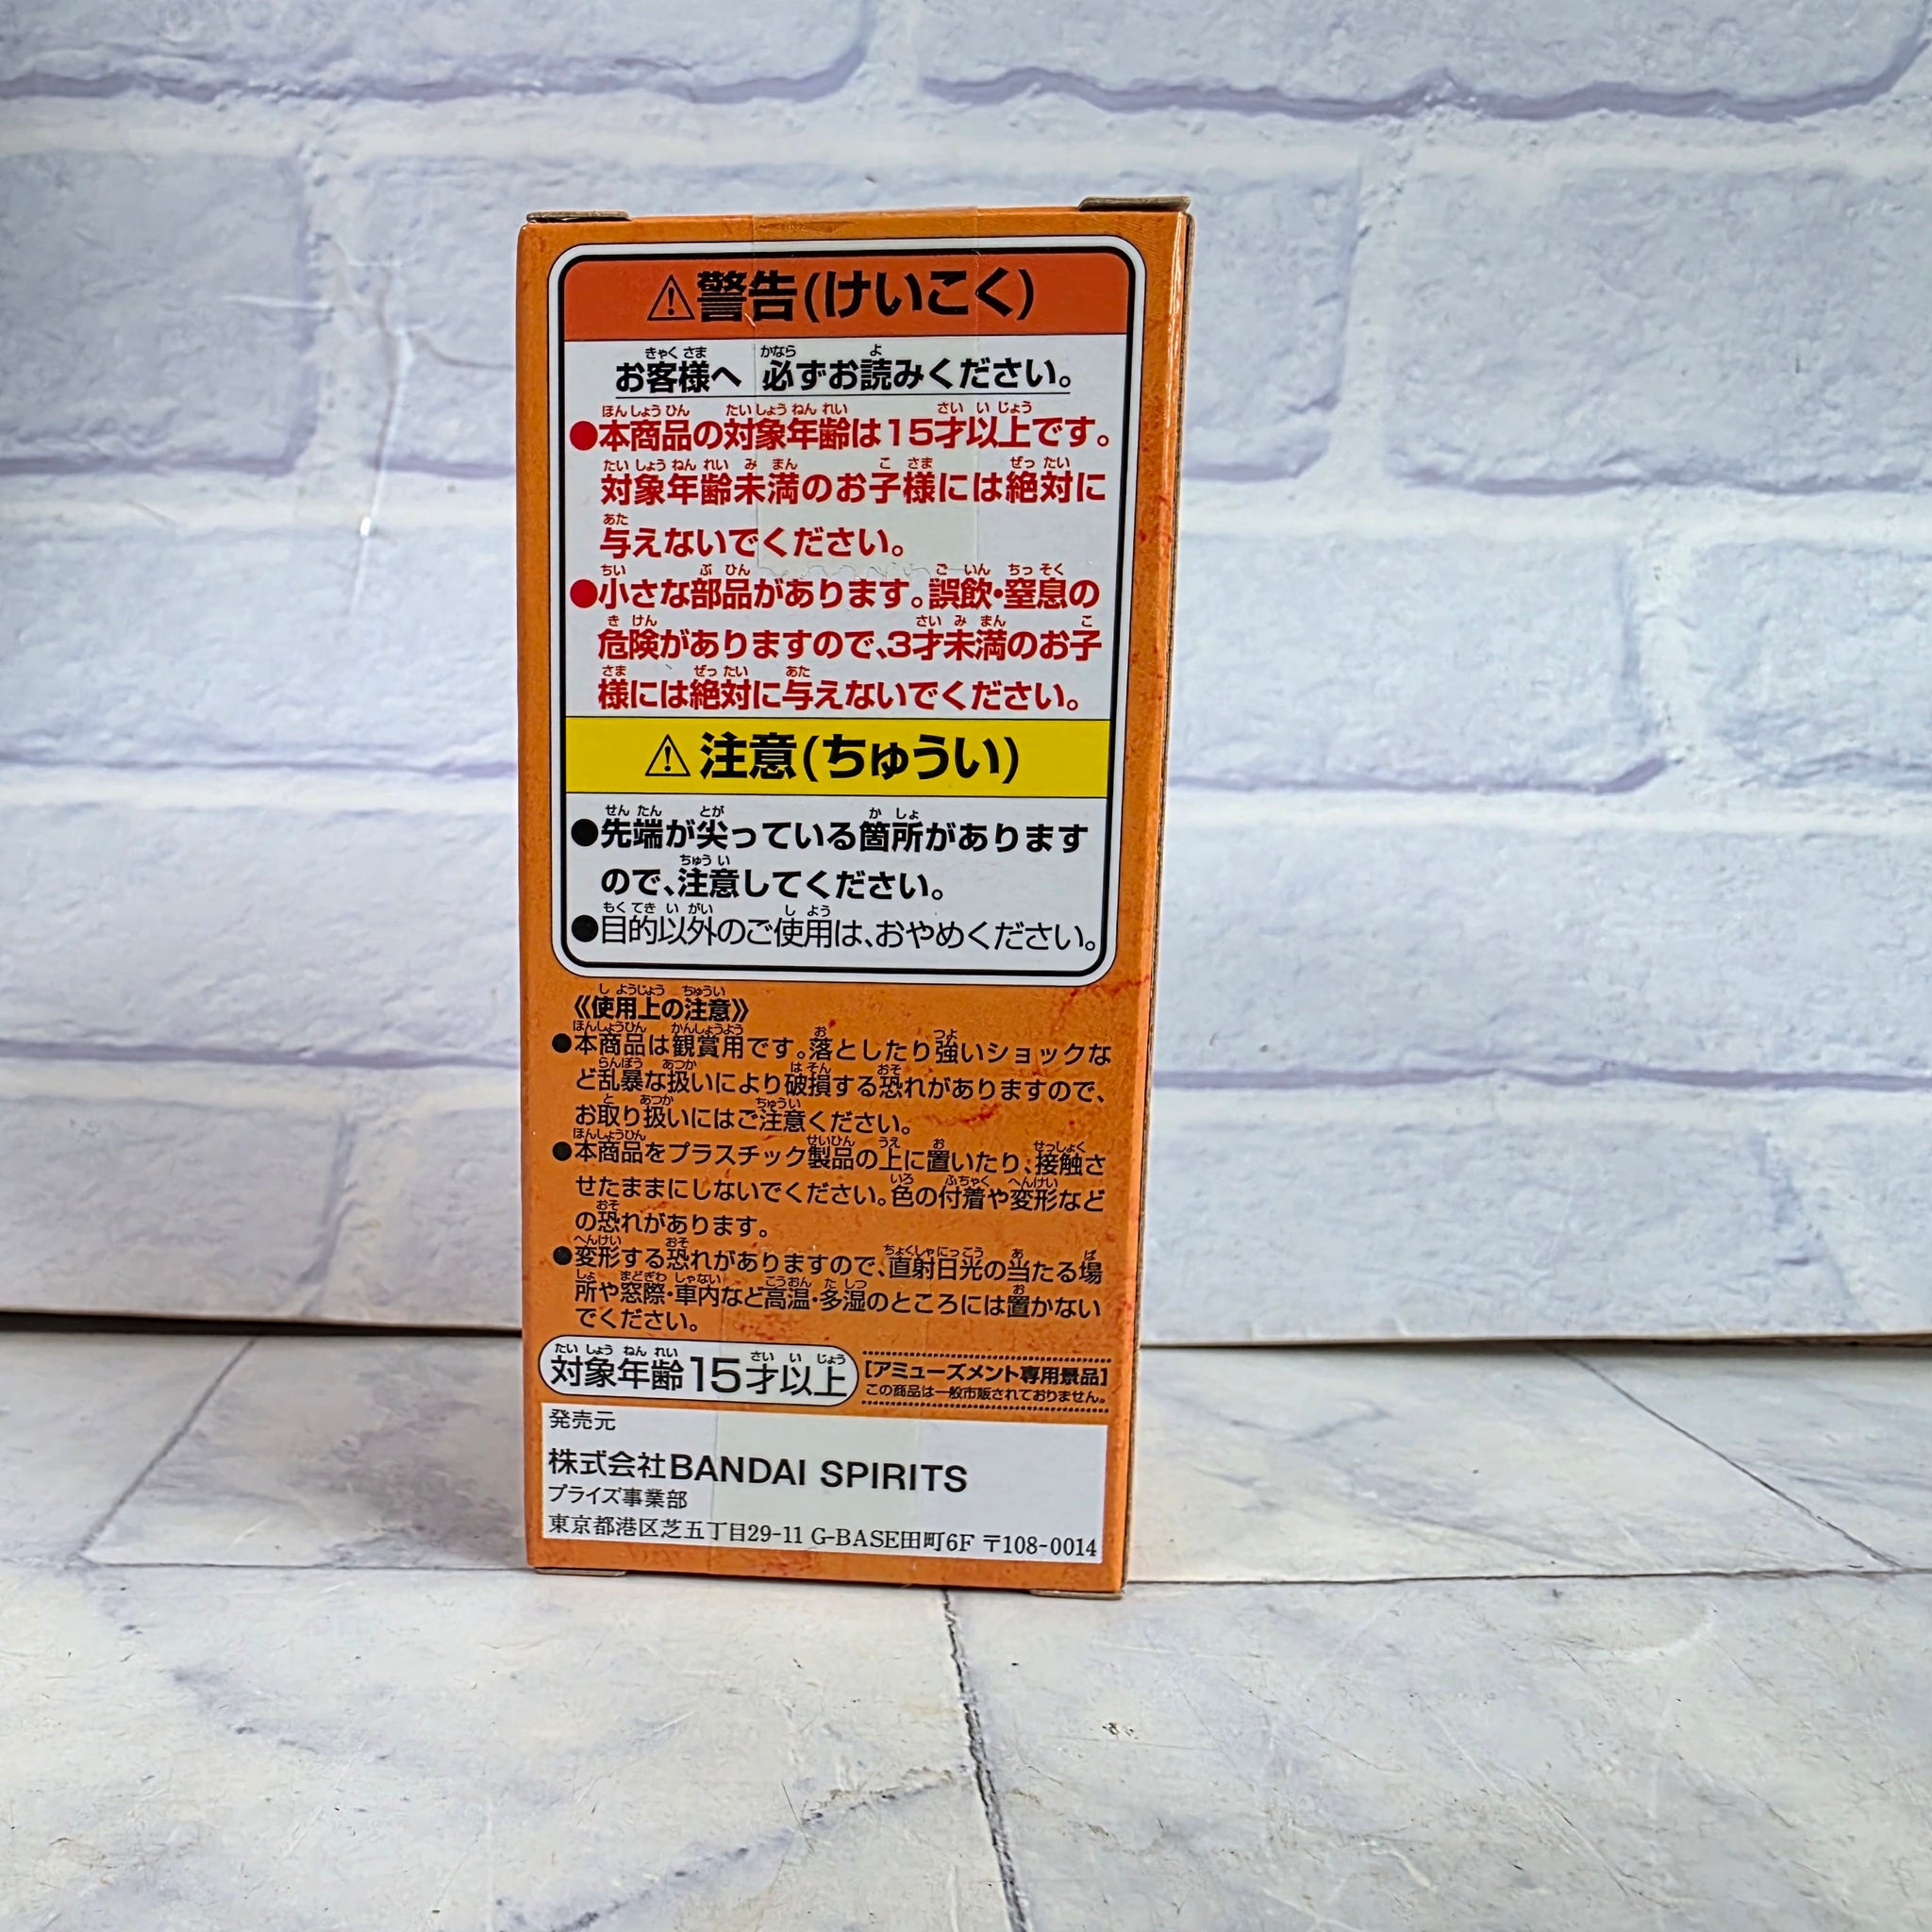 ⚠警告(けいこく)
お客様へ 必ずお読みください。
●本商品の対象年齢は15才以上です。
対象年齢未満のお子様には絶対に
与えないでください。
●小さな部品があります。誤飲・窒息の
危険がありますので、3才未満のお子
様には絶対に与えないでください。
⚠注意(ちゅうい)
●先端が尖っている箇所があります
ので、注意してください。
●目的以外のご使用は、おやめください。
《使用上の注意》
●本商品は観賞用です。落としたり強いショックな
ど乱暴な扱いにより破損する恐れがありますので、
お取り扱いにはご注意ください。
●本商品をプラスチック製品の上に置いたり、接触さ
せたままにしないでください。色の付着や変形など
の恐れがあります。
●変形する恐れがありますので、直射日光の当たる場
所や窓際・車内など高温・多湿のところには置かない
でください。
対象年齢15才以上
[アミューズメント専用景品]
この商品は一般市販されておりません。
発売元
株式会社BANDAI SPIRITS
プライズ事業部
東京都港区芝五丁目29-11 G-BASE田町6F 〒108-0014